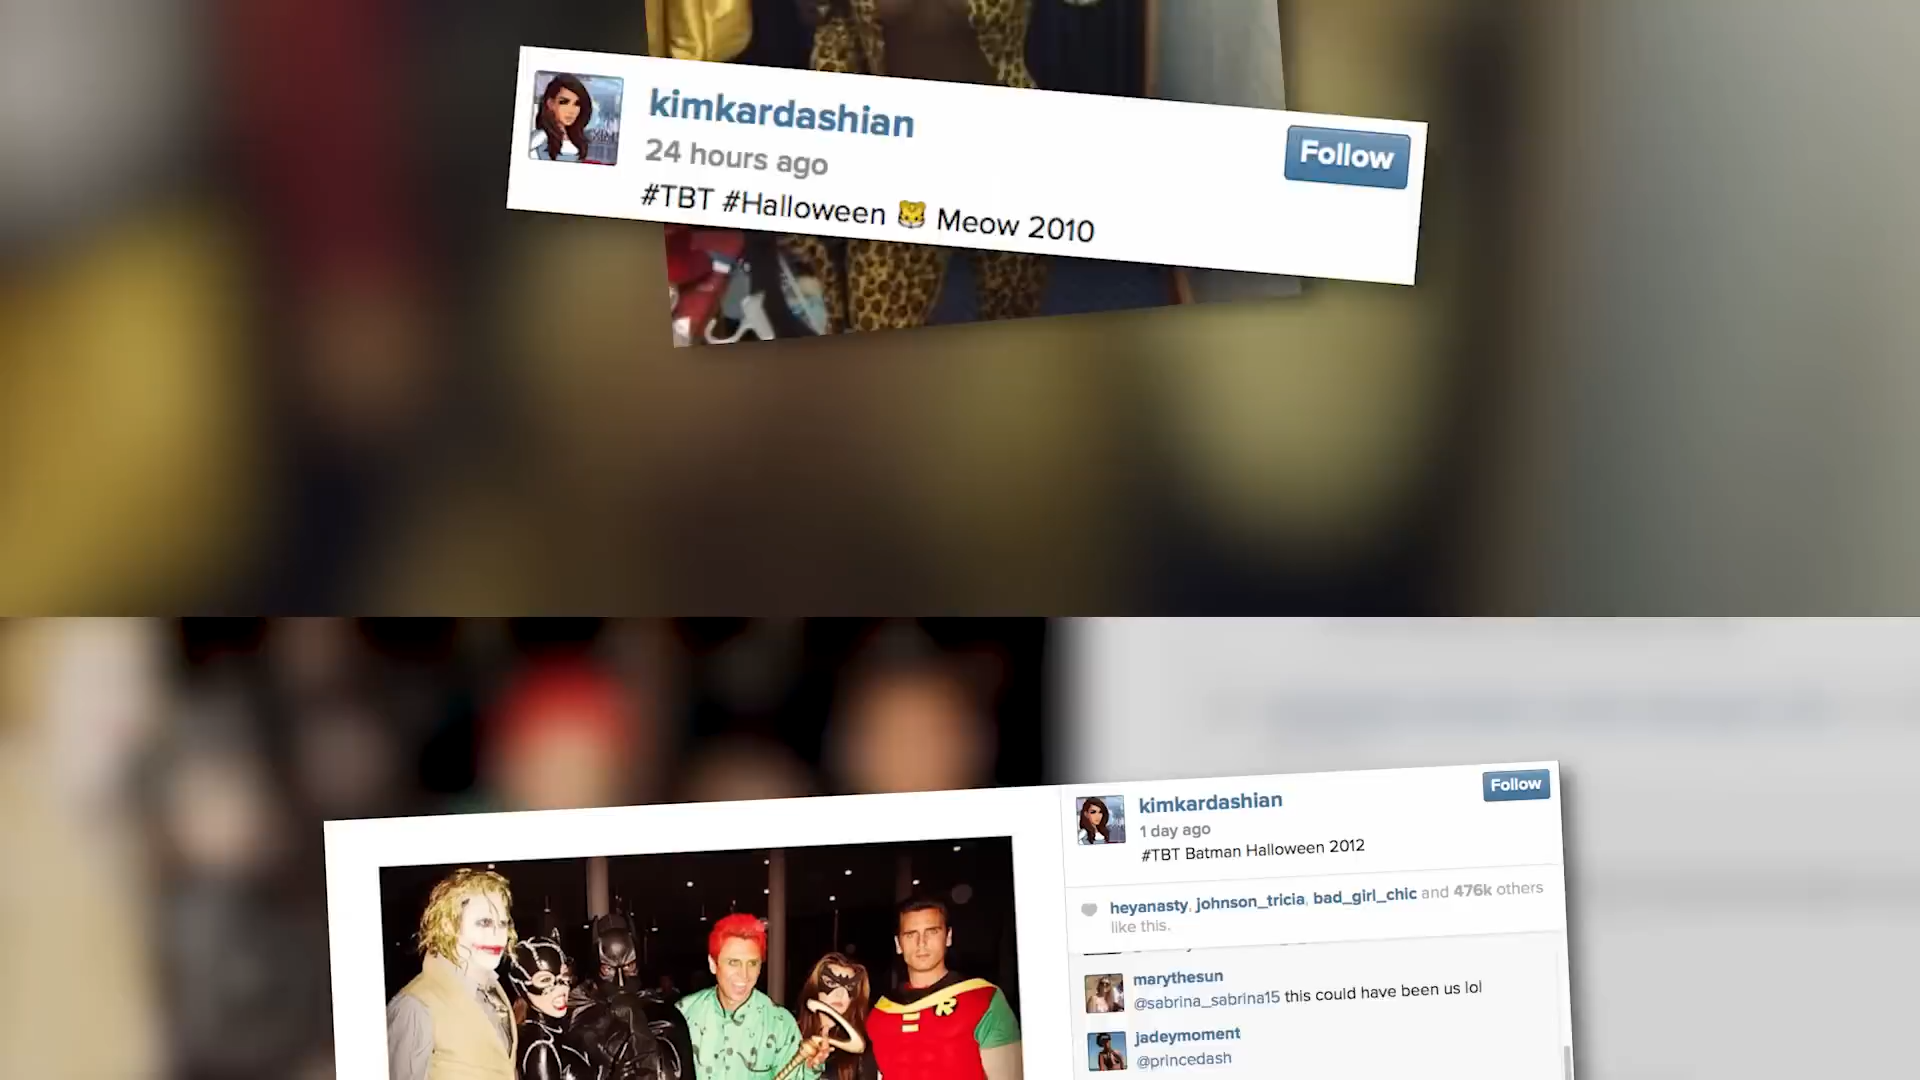 kimkardashian
24 hours ago
Follow
#TBT #Halloween 🐯 Meow 2010
kimkardashian
Follow
1 day ago
#TBT Batman Halloween 2012
heyanasty, johnson_tricia, bad_girl_chic and 476k others
like this.
marythesun
@sabrina_sabrina15 this could have been us lol
jadeymoment
@princedash
R